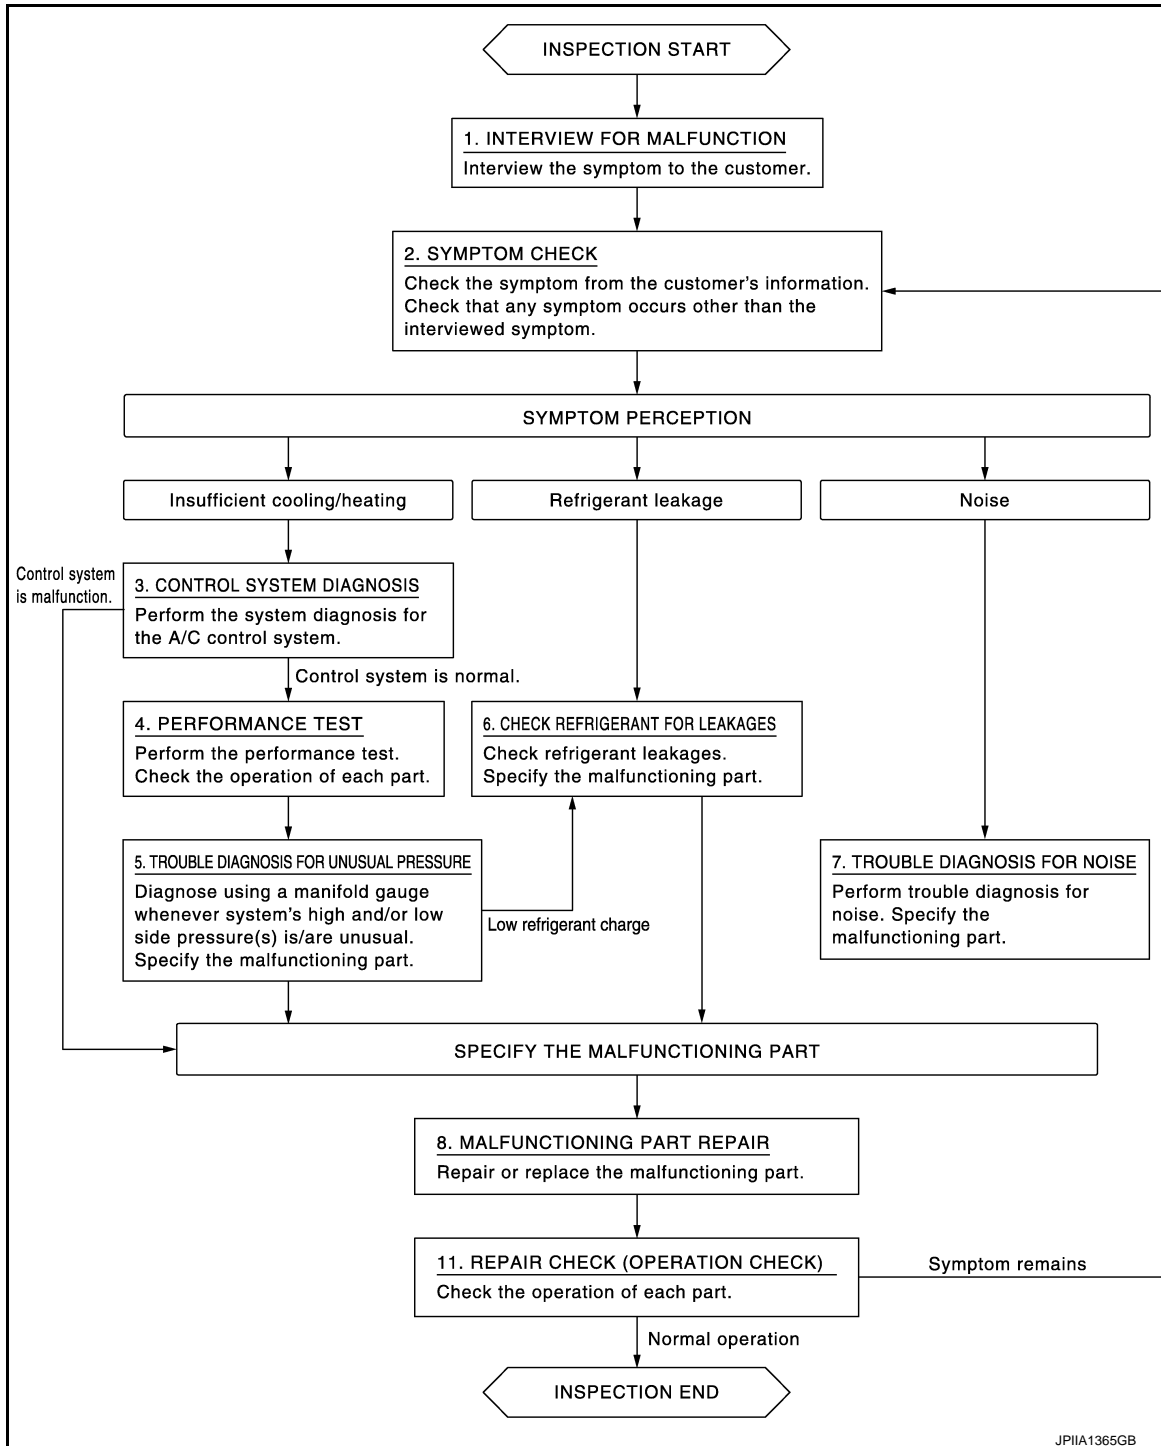 INSPECTION START
1. INTERVIEW FOR MALFUNCTION
Interview the symptom to the customer.
2. SYMPTOM CHECK
Check the symptom from the customer's information.
Check that any symptom occurs other than the
interviewed symptom.
SYMPTOM PERCEPTION
Insufficient cooling/heating
Refrigerant leakage
Noise
Control system
is malfunction.
3. CONTROL SYSTEM DIAGNOSIS
Perform the system diagnosis for
the A/C control system.
Control system is normal.
4. PERFORMANCE TEST
Perform the performance test.
Check the operation of each part.
6. CHECK REFRIGERANT FOR LEAKAGES
Check refrigerant leakages.
Specify the malfunctioning part.
5. TROUBLE DIAGNOSIS FOR UNUSUAL PRESSURE
Diagnose using a manifold gauge
whenever system's high and/or low
side pressure(s) is/are unusual.
Specify the malfunctioning part.
Low refrigerant charge
7. TROUBLE DIAGNOSIS FOR NOISE
Perform trouble diagnosis for
noise. Specify the
malfunctioning part.
SPECIFY THE MALFUNCTIONING PART
8. MALFUNCTIONING PART REPAIR
Repair or replace the malfunctioning part.
11. REPAIR CHECK (OPERATION CHECK)
Check the operation of each part.
Symptom remains
Normal operation
INSPECTION END
JPIIA1365GB